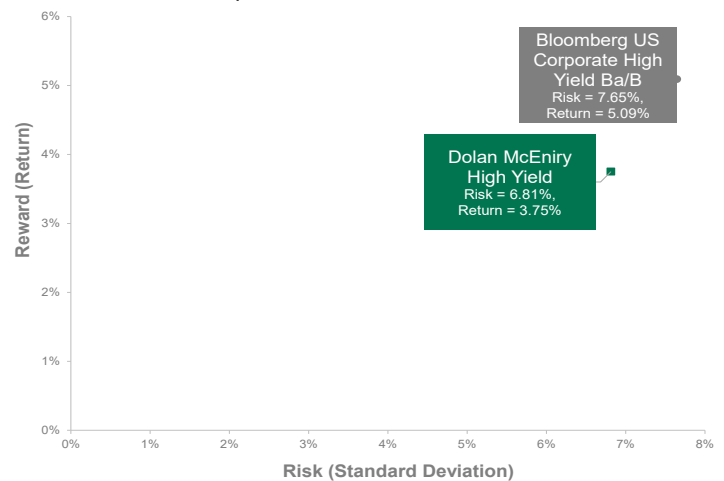 6%
5%
4%
3%
2%
1%
0%
Reward (Return)
Bloomberg US
Corporate High
Yield Ba/B
Risk = 7.65%,
Return = 5.09%
Dolan McEniry
High Yield
Risk = 6.81%,
Return = 3.75%
0%
1%
2%
3%
4%
5%
6%
7%
8%
Risk (Standard Deviation)